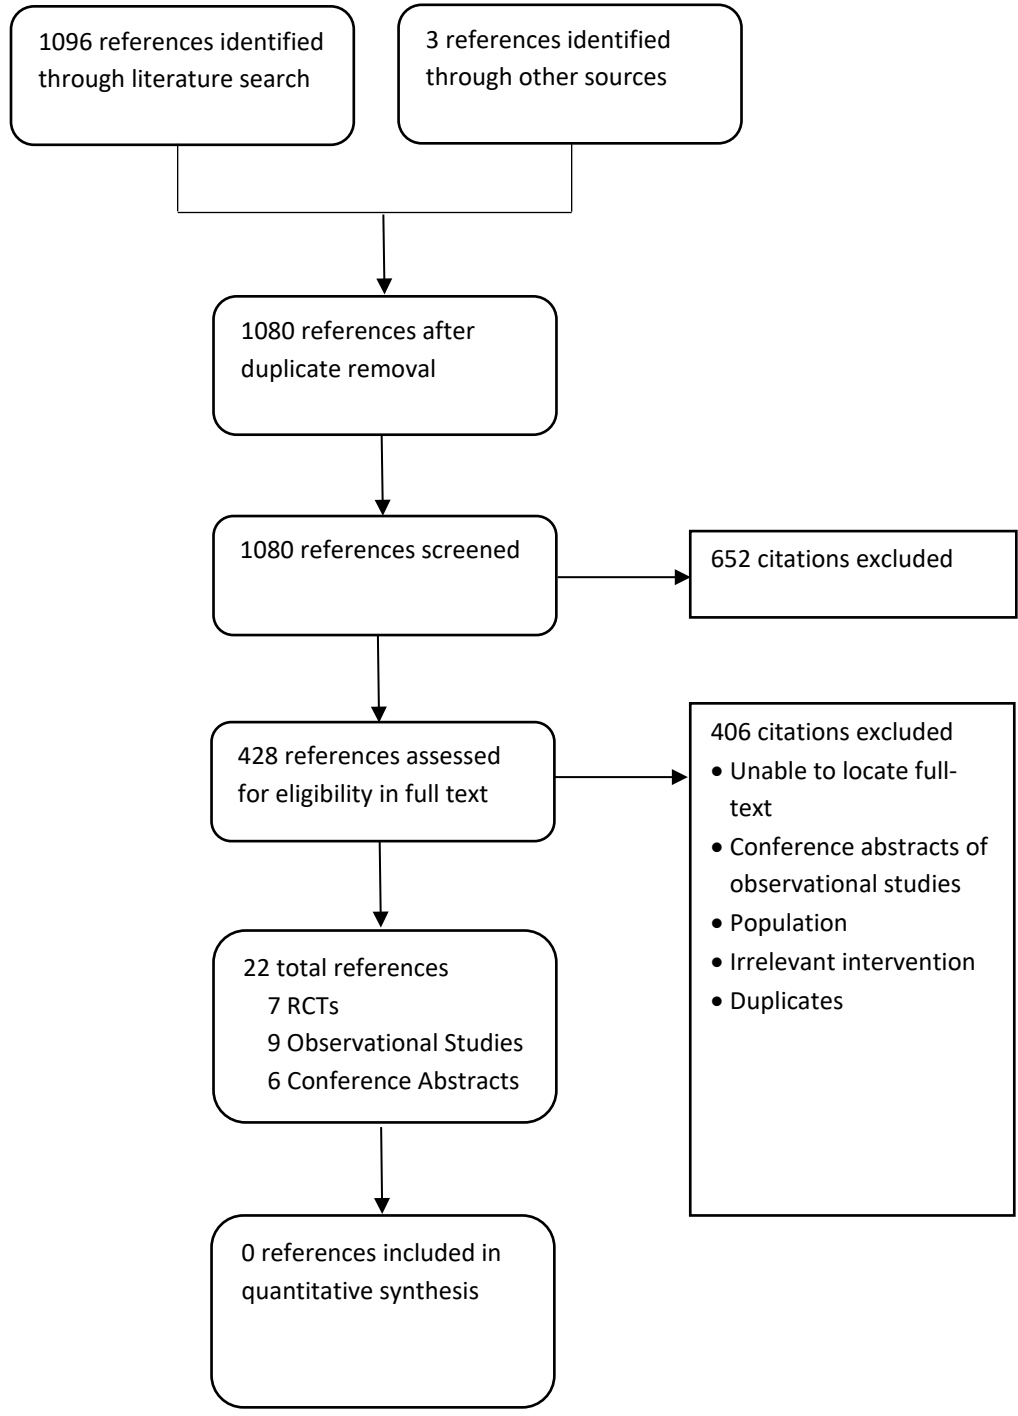 1096 references identified
through literature search
3 references identified
through other sources
1080 references after
duplicate removal
1080 references screened
652 citations excluded
428 references assessed
for eligibility in full text
406 citations excluded
• Unable to locate full-
text
• Conference abstracts of
observational studies
• Population
• Irrelevant intervention
• Duplicates
22 total references
7 RCTs
9 Observational Studies
6 Conference Abstracts
0 references included in
quantitative synthesis